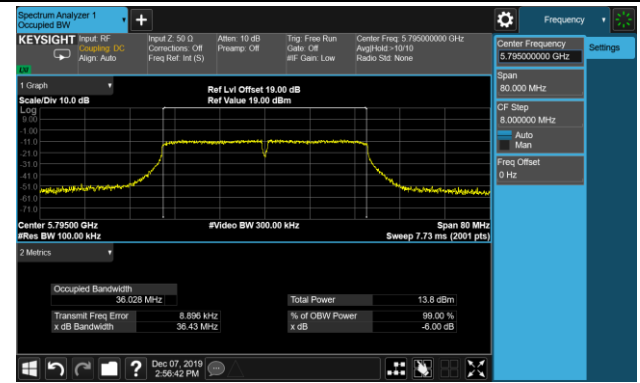 Spectrum Analyzer 1
Occupied BW
Frequency
KEYSIGHT
Input: RF
Coupling: DC
Align: Auto
Input Z: 50 Ω
Corrections: Off
Freq Ref: Int (S)
Atten: 10 dB
Preamp: Off
Trig: Free Run
Gate: Off
#IF Gain: Low
Center Freq: 5.795000000 GHz
Avg|Hold:>10/10
Radio Std: None
Center Frequency
5.795000000 GHz
Settings
Span
80.000 MHz
CF Step
8.000000 MHz
Auto
Man
Freq Offset
0 Hz
1 Graph
Scale/Div 10.0 dB
Ref Lvl Offset 19.00 dB
Ref Value 19.00 dBm
Log
9.00
-1.00
-11.0
-21.0
-31.0
-41.0
-51.0
-61.0
-71.0
Center 5.79500 GHz
#Res BW 100.00 kHz
#Video BW 300.00 kHz
Span 80 MHz
Sweep 7.73 ms (2001 pts)
2 Metrics
Occupied Bandwidth
36.028 MHz
Total Power 13.8 dBm
Transmit Freq Error 8.896 kHz
% of OBW Power 99.00 %
x dB Bandwidth 36.43 MHz
x dB -6.00 dB
Dec 07, 2019
2:56:42 PM